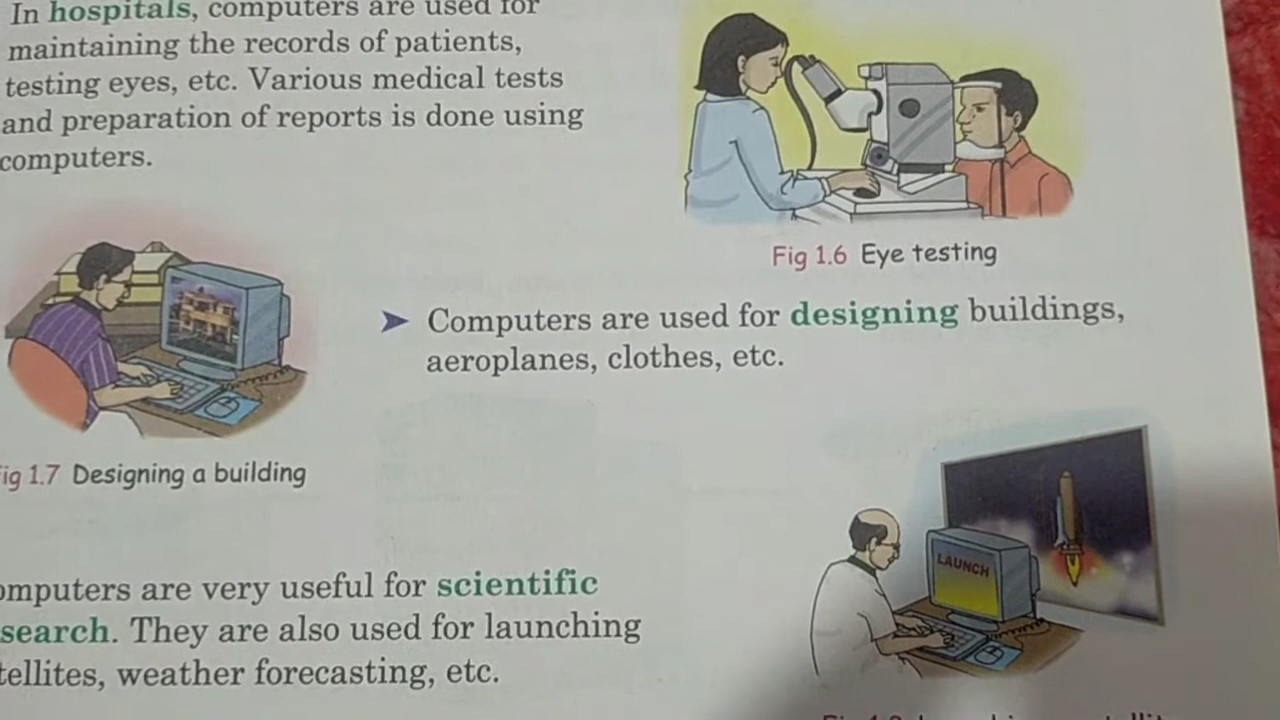 In hospitals, computers are used for
maintaining the records of patients,
testing eyes, etc. Various medical tests
and preparation of reports is done using
computers.
Fig 1.6 Eye testing
➤ Computers are used for designing buildings,
aeroplanes, clothes, etc.
ig 1.7 Designing a building
LAUNCH
omputers are very useful for scientific
search. They are also used for launching
tellites, weather forecasting, etc.